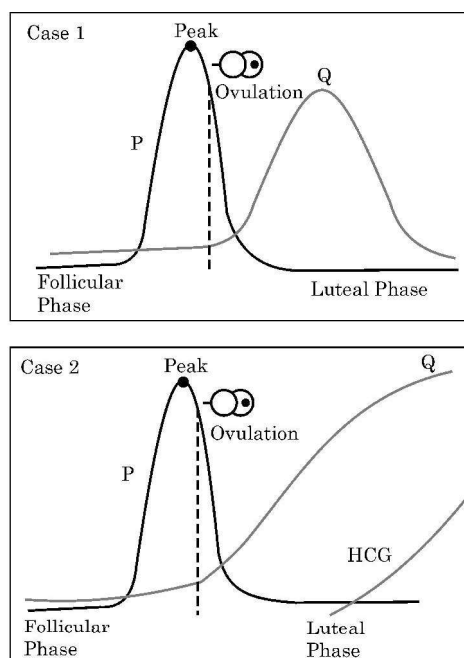 Case 1
Peak
Q
Ovulation
P
Follicular
Phase
Luteal Phase
Case 2
Peak
Q
Ovulation
P
HCG
Follicular
Phase
Luteal
Phase